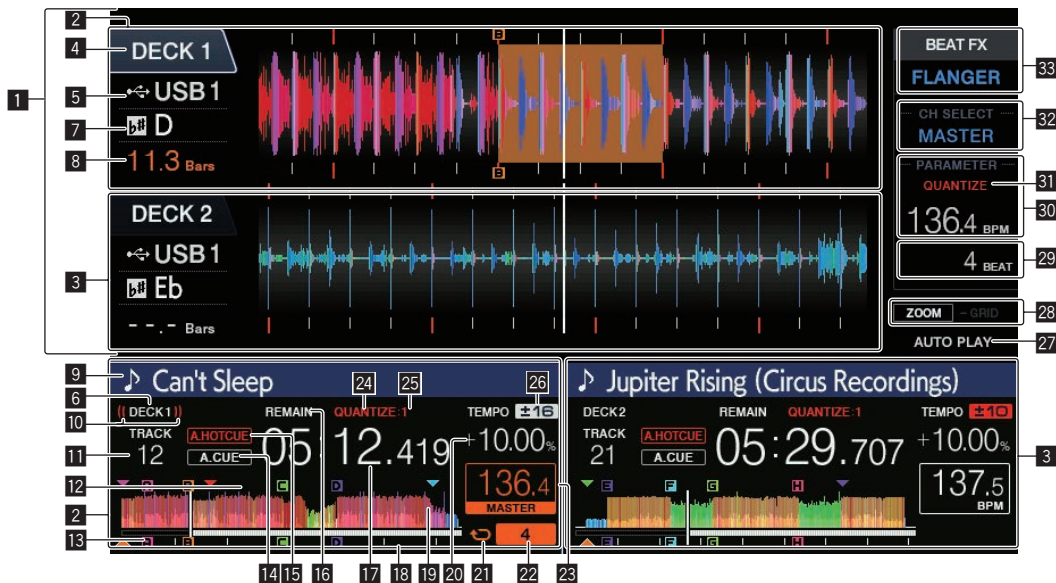 1
2
3
4
5
7
8
DECK 1
USB 1
b# D
11.3 Bars
B
B
DECK 2
USB 1
b# Eb
--.- Bars
BEAT FX
FLANGER
CH SELECT
MASTER
PARAMETER
QUANTIZE
136.4 BPM
4 BEAT
ZOOM -GRID
AUTO PLAY
33
32
31
30
29
28
27
9
6
10
11
12
2
13
♪ Can't Sleep
24 25 26
((DECK1)) REMAIN QUANTIZE:1 TEMPO ±16
TRACK
12
A.HOTCUE
A.CUE
05:12.419
+10.00%
136.4
MASTER
B C D
B C D
4
14 15 16 17 18 19 20 21 22 23
♪ Jupiter Rising (Circus Recordings)
DECK2 REMAIN QUANTIZE:1 TEMPO ±10
TRACK
21
A.HOTCUE
A.CUE
05:29.707
+10.00%
137.5
BPM
E F G H
E F G H
3